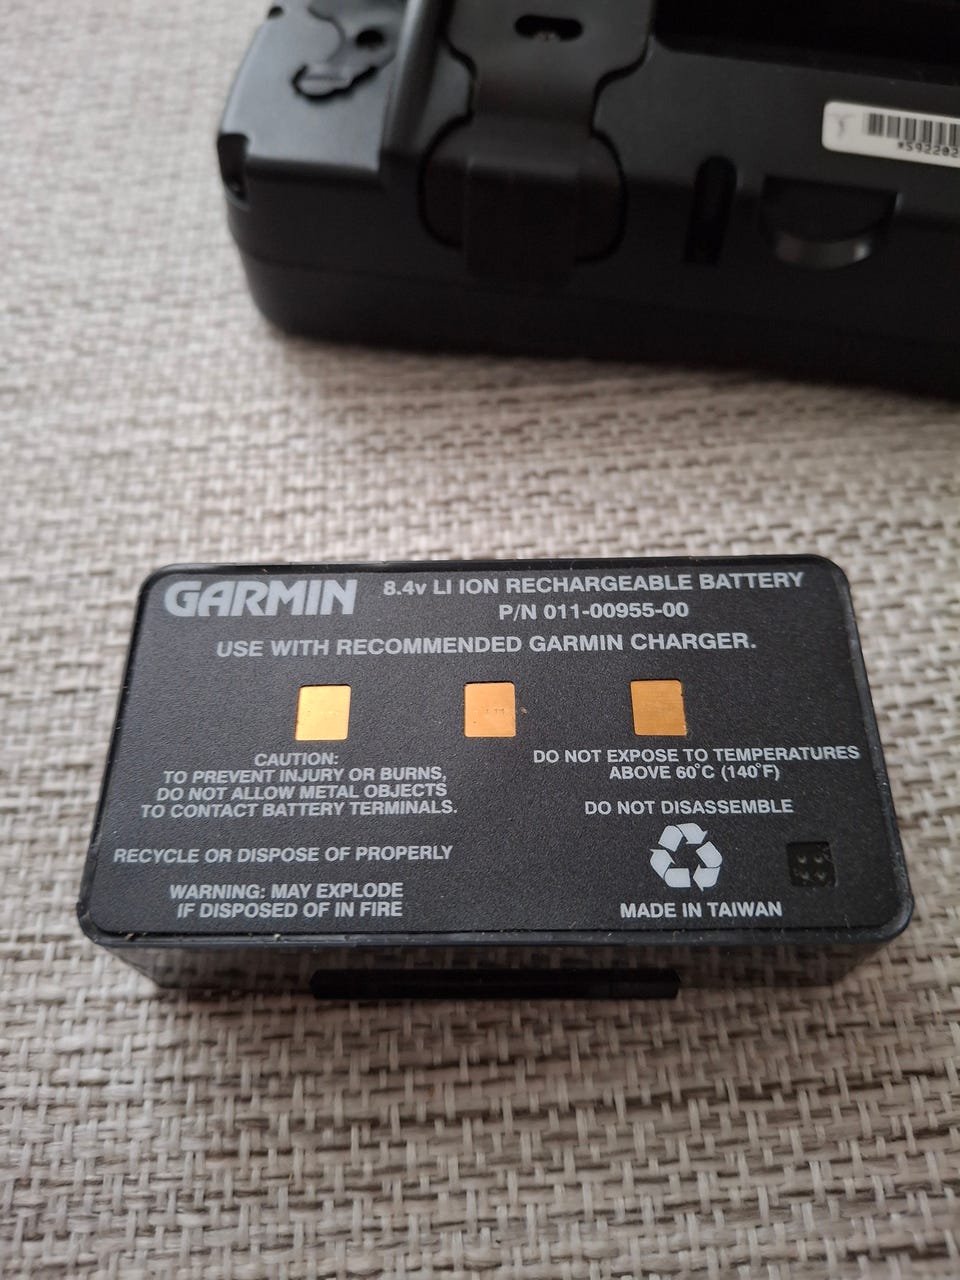 GARMIN
8.4v LI ION RECHARGEABLE BATTERY
P/N 011-00955-00
USE WITH RECOMMENDED GARMIN CHARGER.
CAUTION:
TO PREVENT INJURY OR BURNS,
DO NOT ALLOW METAL OBJECTS
TO CONTACT BATTERY TERMINALS.
RECYCLE OR DISPOSE OF PROPERLY
WARNING: MAY EXPLODE
IF DISPOSED OF IN FIRE
DO NOT EXPOSE TO TEMPERATURES
ABOVE 60°C (140°F)
DO NOT DISASSEMBLE
MADE IN TAIWAN